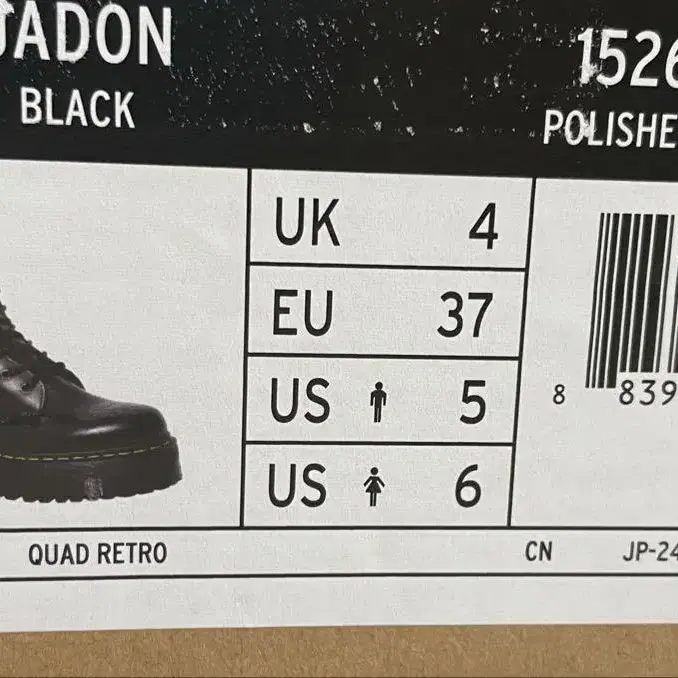 JADON
BLACK
1526
POLISHE
UK 4
EU 37
US 5
US 6
8 839
QUAD RETRO
CN JP-24